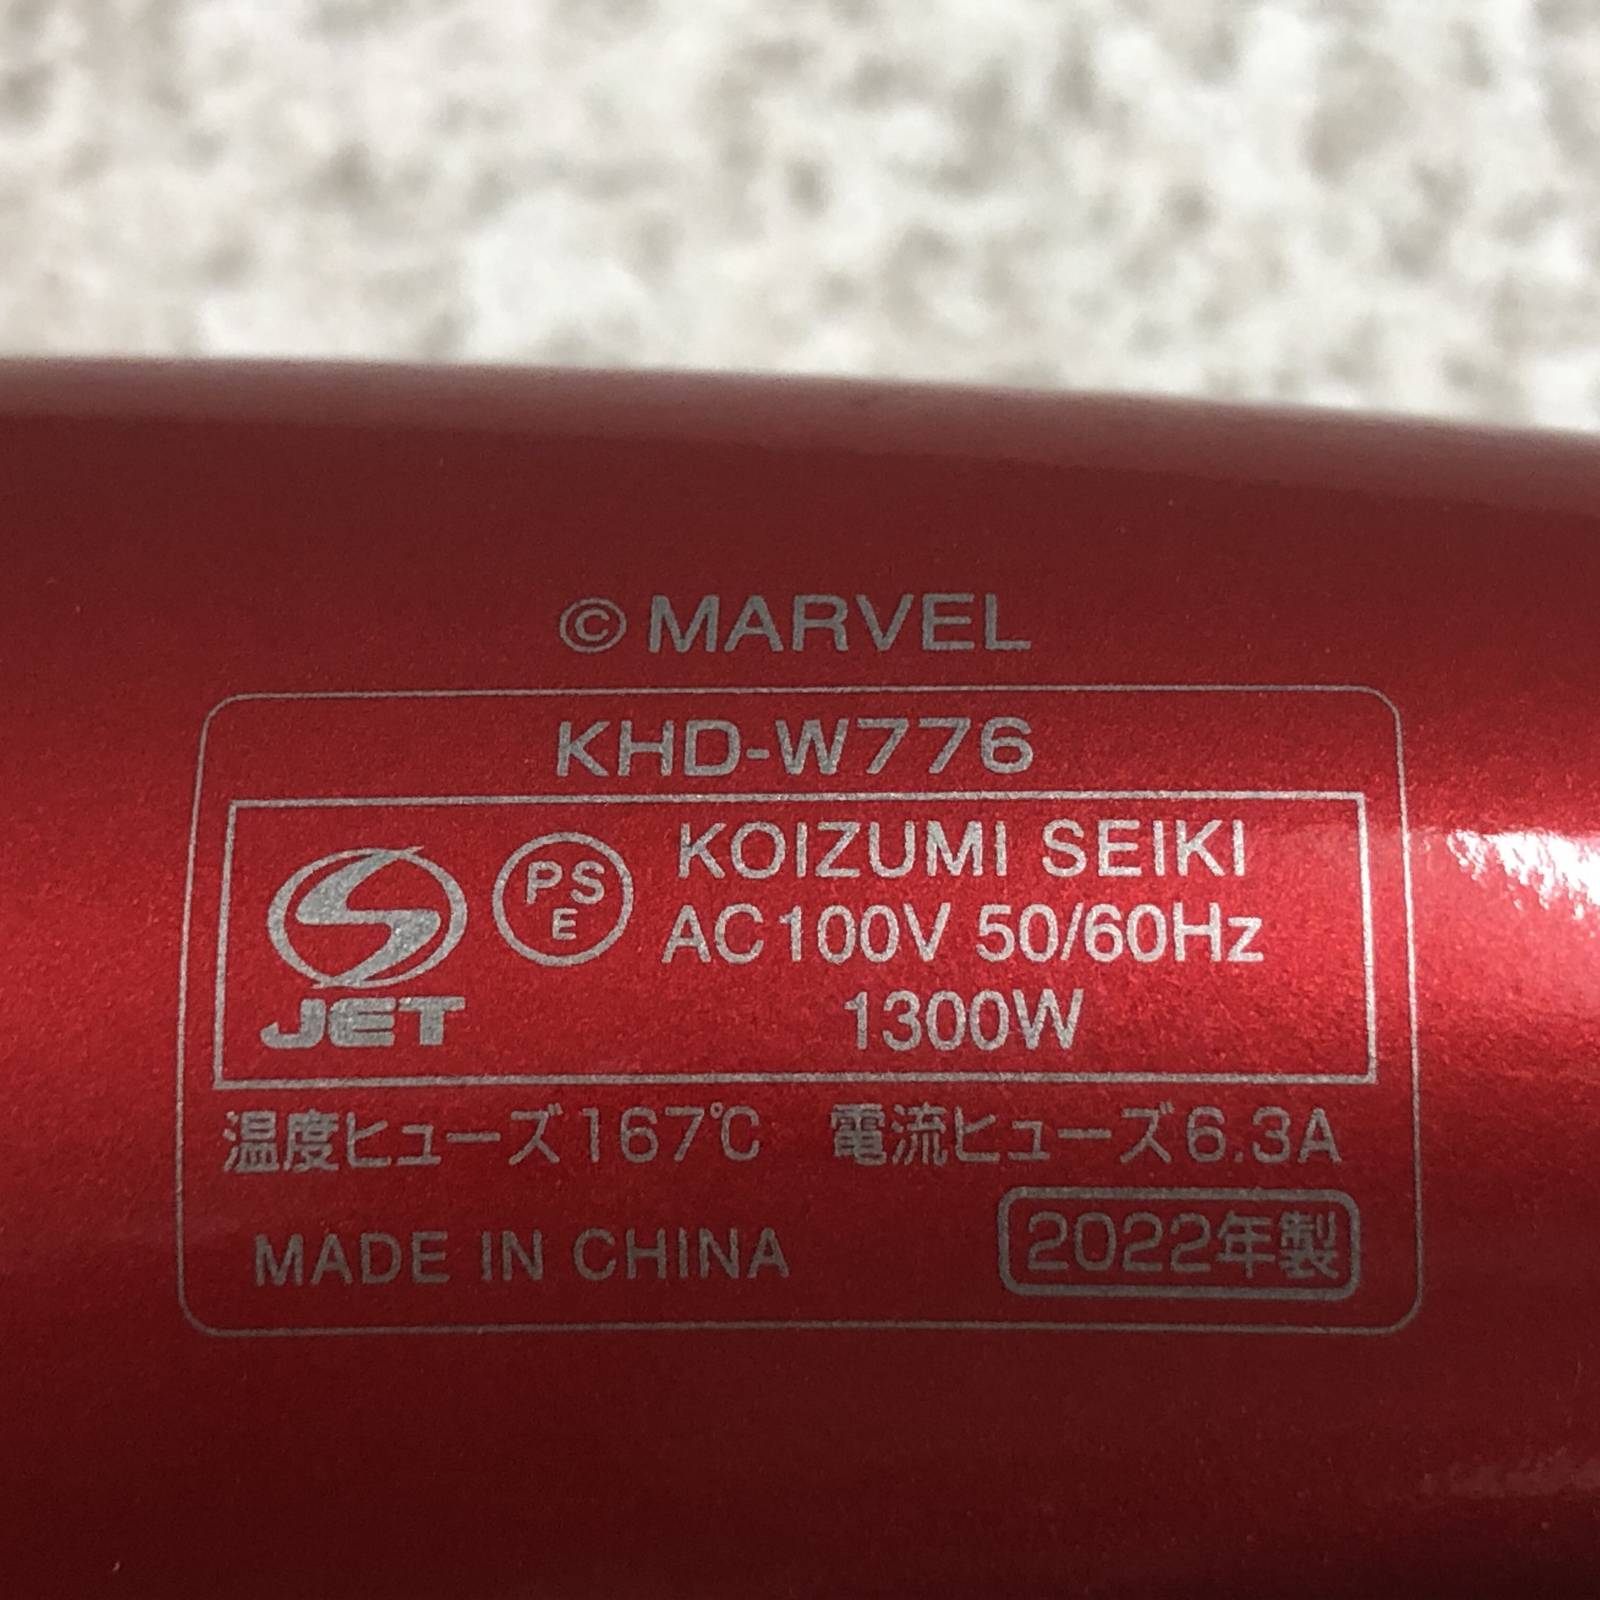 ©MARVEL
KHD-W776
PSE
JET
KOIZUMI SEIKI
AC100V 50/60Hz
1300W
温度ヒューズ167℃ 電流ヒューズ6.3A
MADE IN CHINA 2022年製